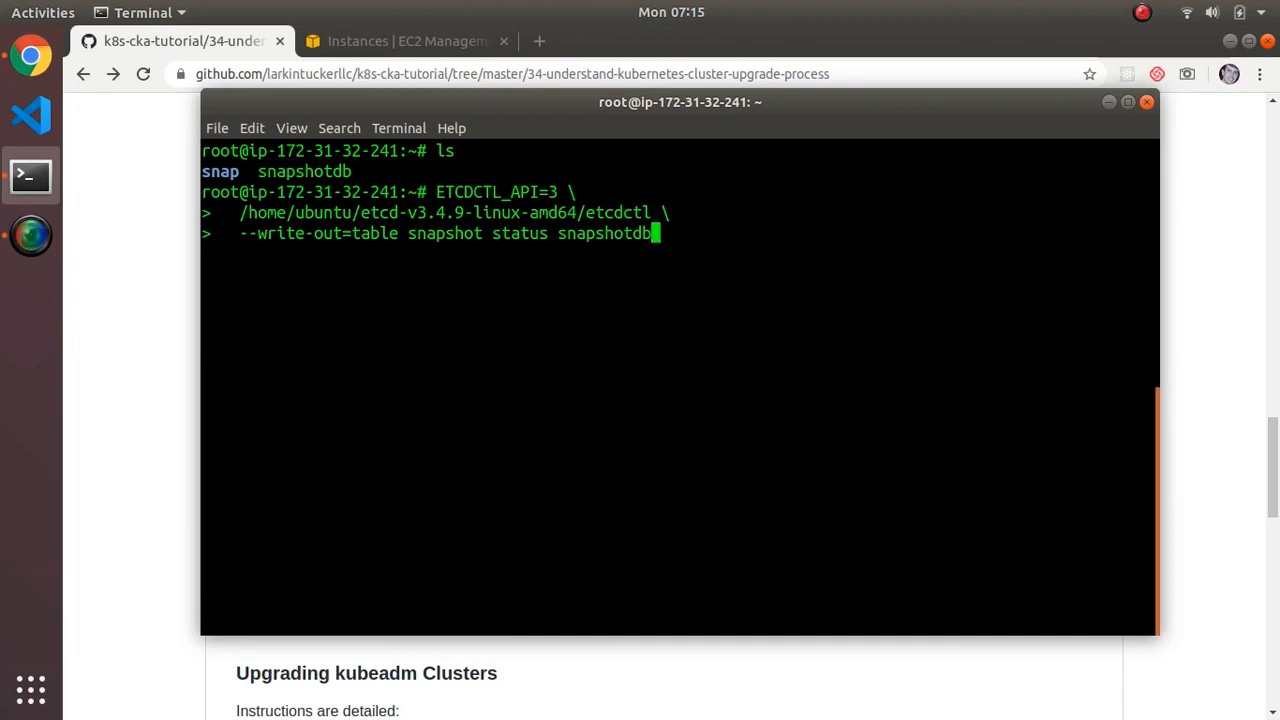 Activities
Terminal
Mon 07:15
k8s-cka-tutorial/34-under
Instances | EC2 Managem
github.com/larkintuckerllc/k8s-cka-tutorial/tree/master/34-understand-kubernetes-cluster-upgrade-process
root@ip-172-31-32-241: ~
File Edit View Search Terminal Help
root@ip-172-31-32-241:~# ls
snap snapshotdb
root@ip-172-31-32-241:~# ETCDCTL_API=3 \
> /home/ubuntu/etcd-v3.4.9-linux-amd64/etcdctl \
> --write-out=table snapshot status snapshotdb
Upgrading kubeadm Clusters
Instructions are detailed: